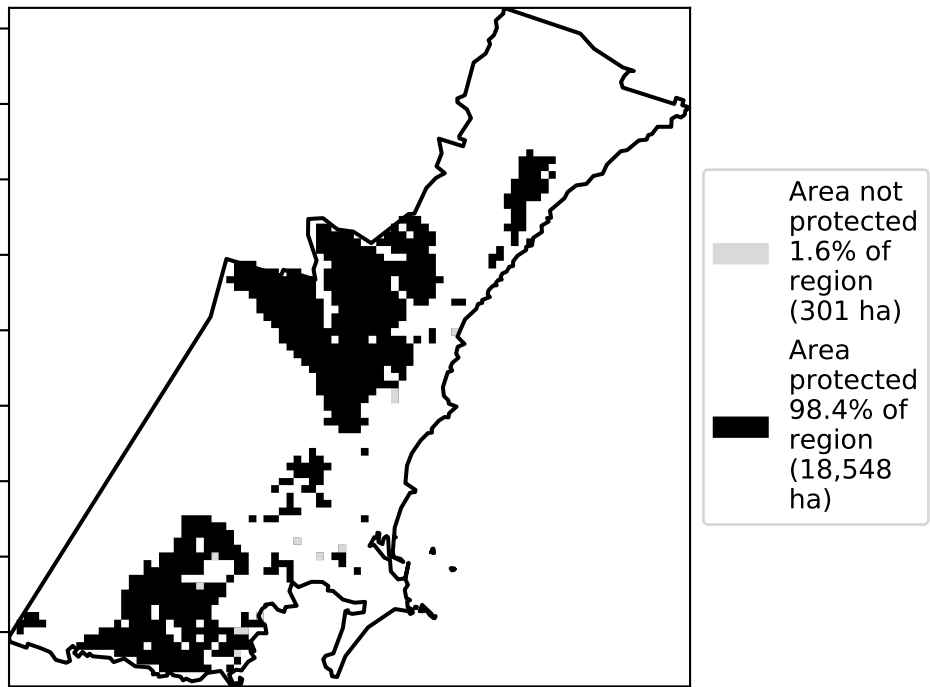 Area not
protected
1.6% of
region
(301 ha)
Area
protected
98.4% of
region
(18,548
ha)